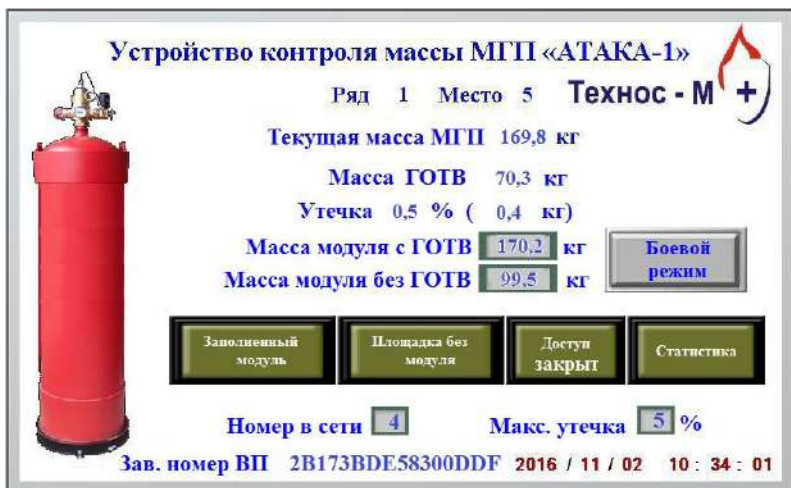 Устройство контроля массы МГП «АТАКА-1»
Ряд 1 Место 5 Технос - М +
Текущая масса МГП 169,8 кг
Масса ГОТВ 70,3 кг
Утечка 0,5 % ( 0,4 кг)
Масса модуля с ГОТВ 170,2 кг
Масса модуля без ГОТВ 99,5 кг
Боевой режим
Заполненный модуль
Площадка без модуля
Доступ закрыт
Статистика
Номер в сети 4 Макс. утечка 5 %
Зав. номер ВП 2B173BDE58300DDF 2016 / 11 / 02 10 : 34 : 01